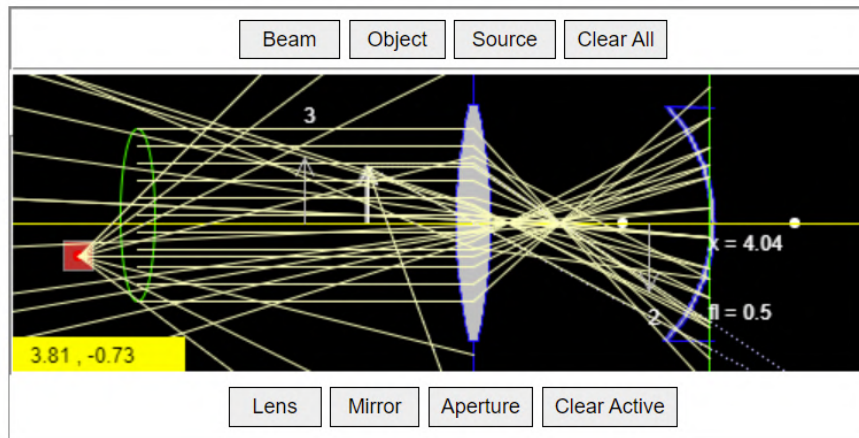 Beam Object Source Clear All
3
x = 4.04
fl = 0.5
2
3.81 , -0.73
Lens Mirror Aperture Clear Active